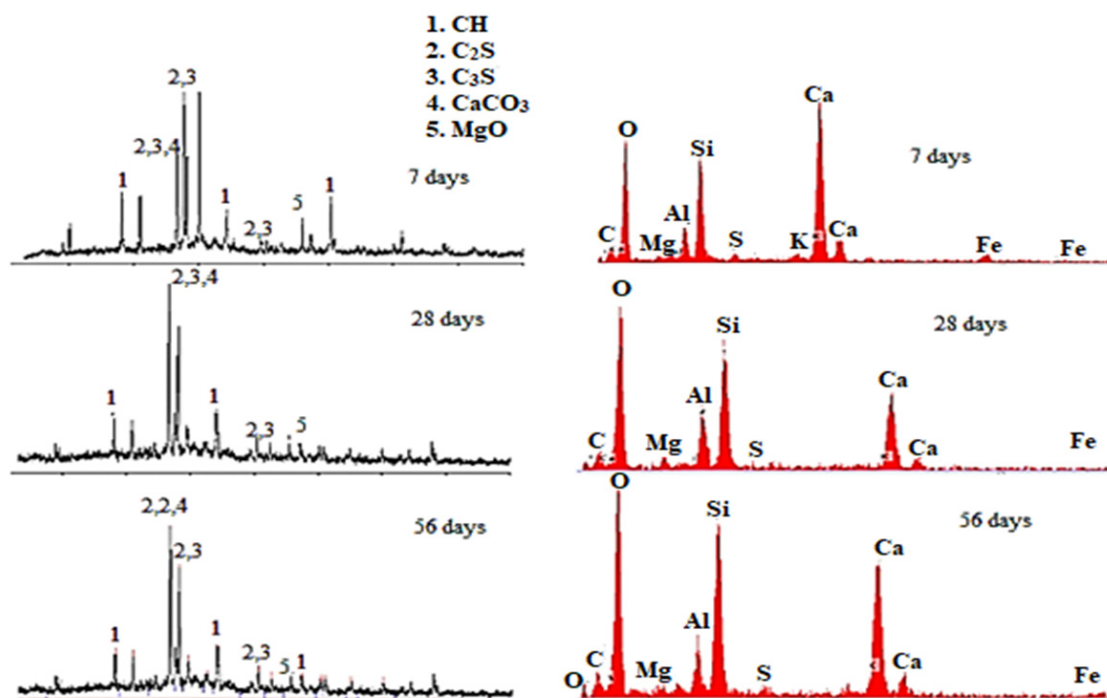 1. CH
2. C₂S
3. C₃S
4. CaCO₃
5. MgO
2,3
2,3,4
1
1
2,3
5
1
7 days
2,3,4
28 days
1
1
2,3
5
2,2,4
2,3
56 days
1
1
2,3
5
1
C
O
Mg
Al
Si
S
K
Ca
Ca
Fe
Fe
7 days
C
O
Mg
Al
Si
S
Ca
Ca
Fe
28 days
O
C
O
Mg
Al
Si
S
Ca
Ca
Fe
56 days